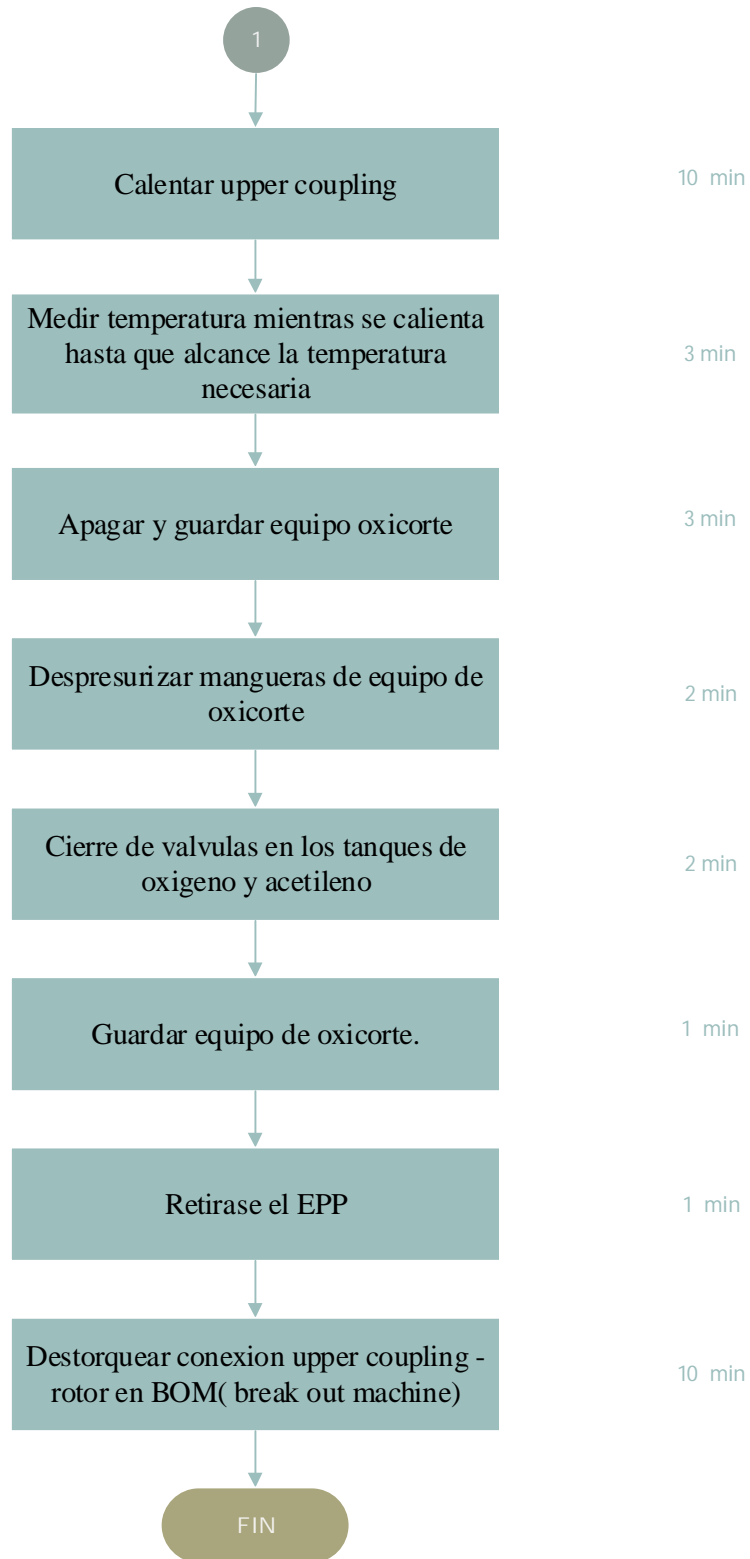 1
Calentar upper coupling
10 min
Medir temperatura mientras se calienta
hasta que alcance la temperatura
necesaria
3 min
Apagar y guardar equipo oxicorte
3 min
Despresurizar mangueras de equipo de
oxicorte
2 min
Cierre de valvulas en los tanques de
oxigeno y acetileno
2 min
Guardar equipo de oxicorte.
1 min
Retirase el EPP
1 min
Destorquear conexion upper coupling -
rotor en BOM( break out machine)
10 min
FIN